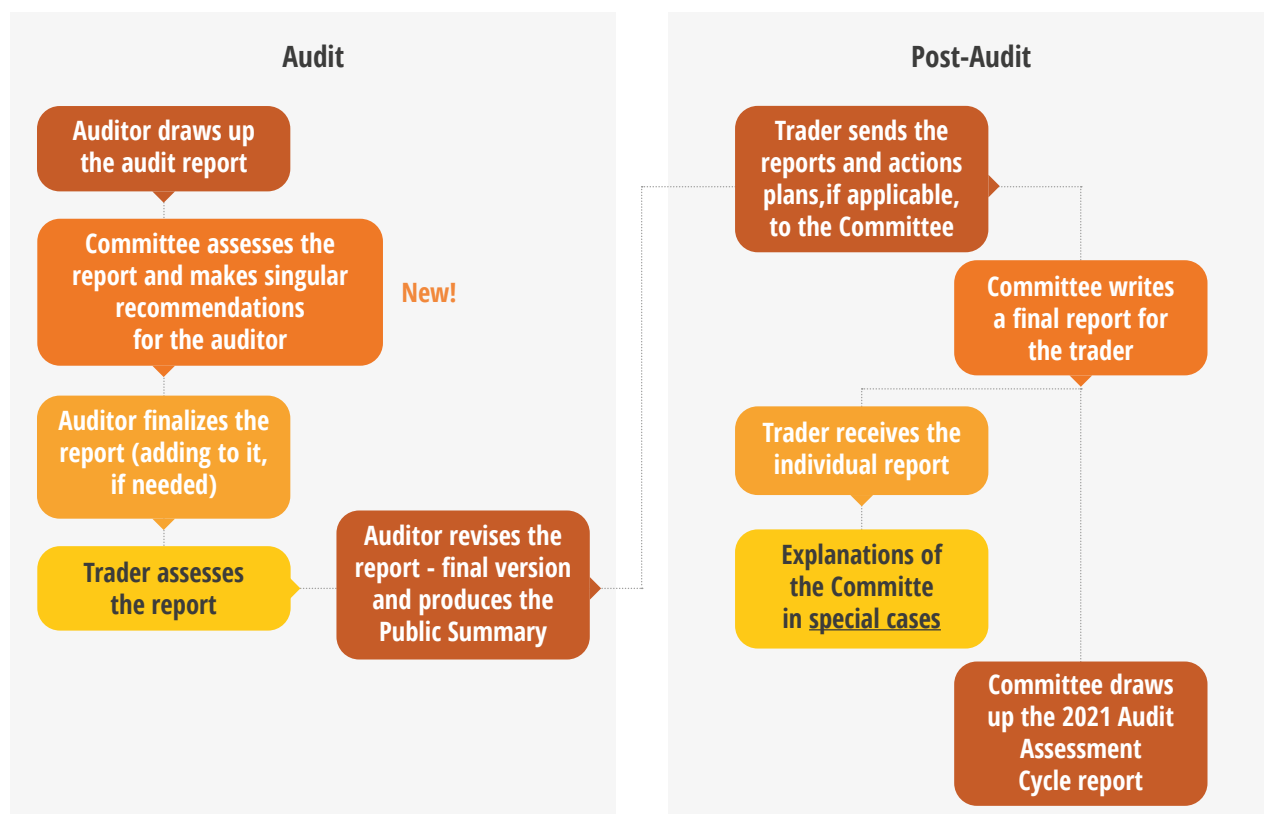 Audit
Auditor draws up
the audit report
Committee assesses the
report and makes singular
recommendations
for the auditor
New!
Auditor finalizes the
report (adding to it,
if needed)
Trader assesses
the report
Auditor revises the
report - final version
and produces the
Public Summary
Post-Audit
Trader sends the
reports and actions
plans,if applicable,
to the Committee
Committee writes
a final report for
the trader
Trader receives the
individual report
Explanations of
the Committe
in special cases
Committee draws
up the 2021 Audit
Assessment
Cycle report